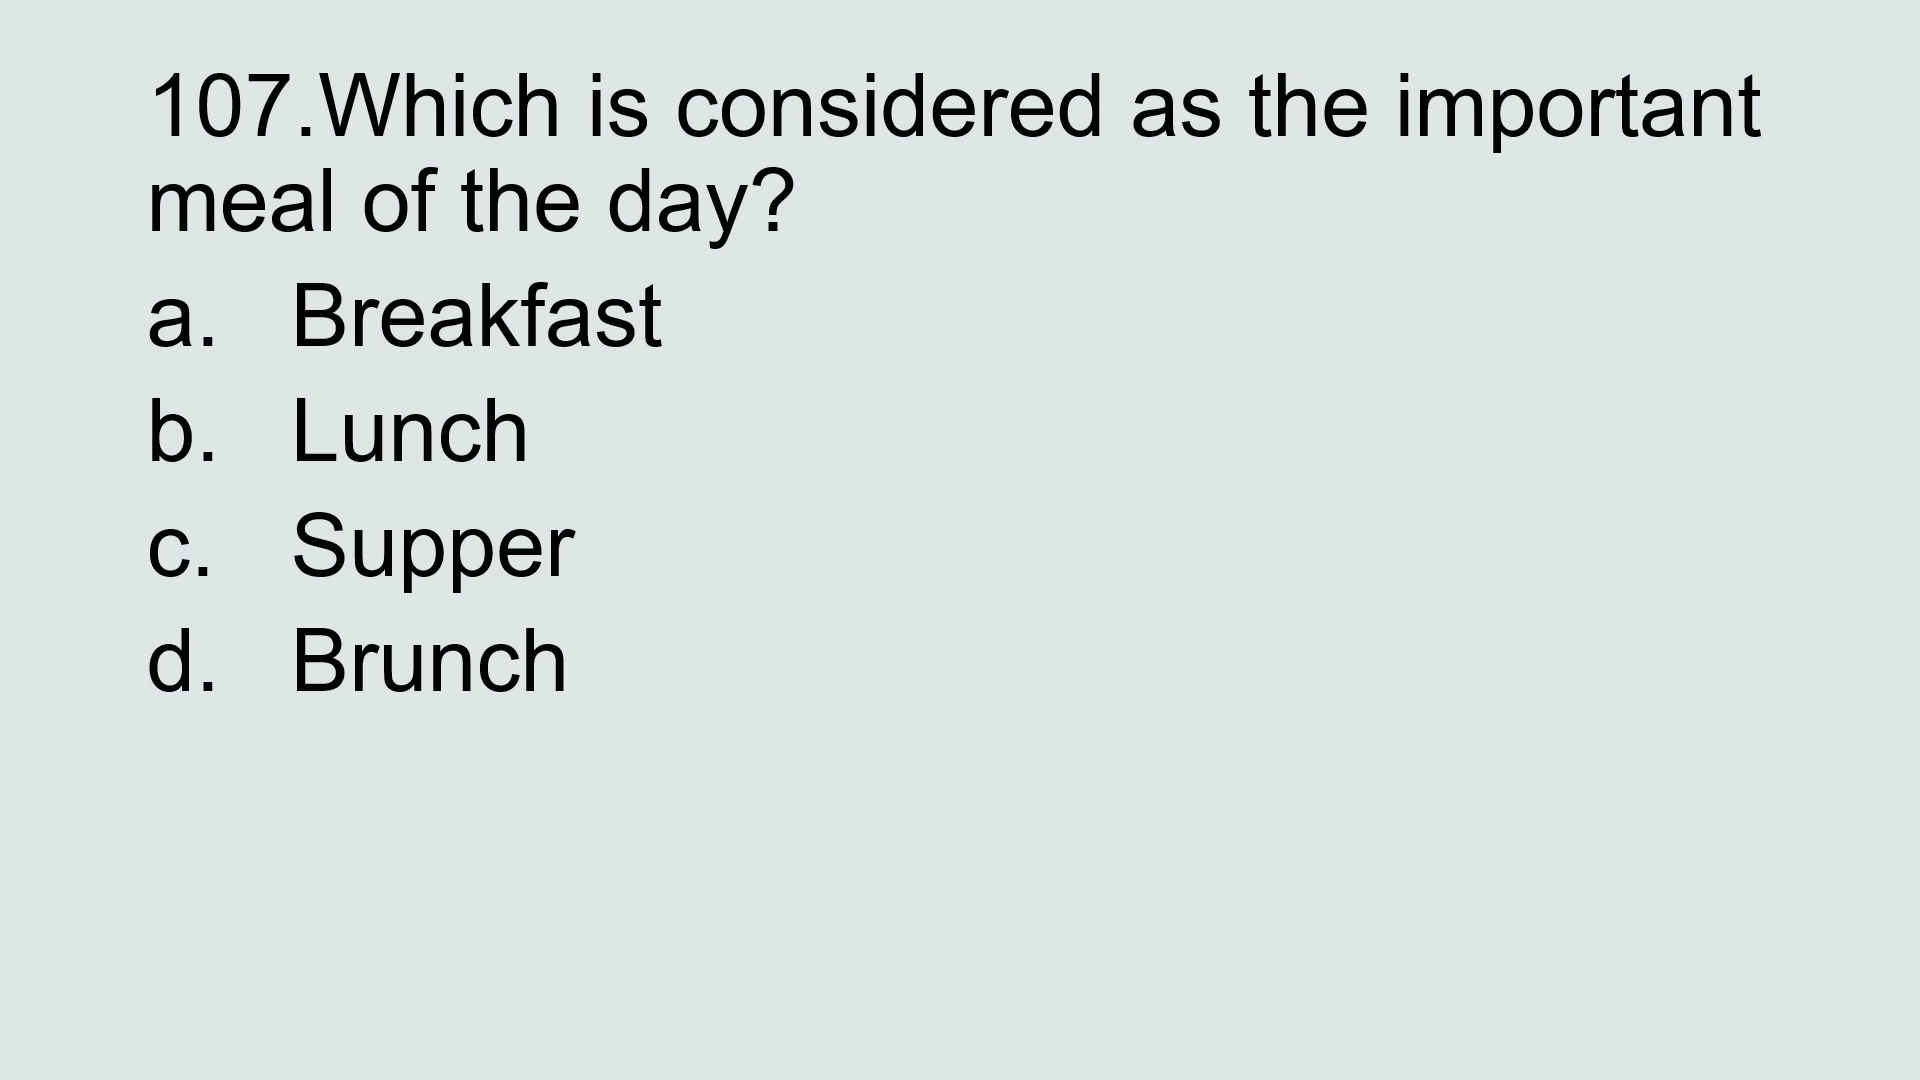 107.Which is considered as the important
meal of the day?
a. Breakfast
b. Lunch
c. Supper
d. Brunch